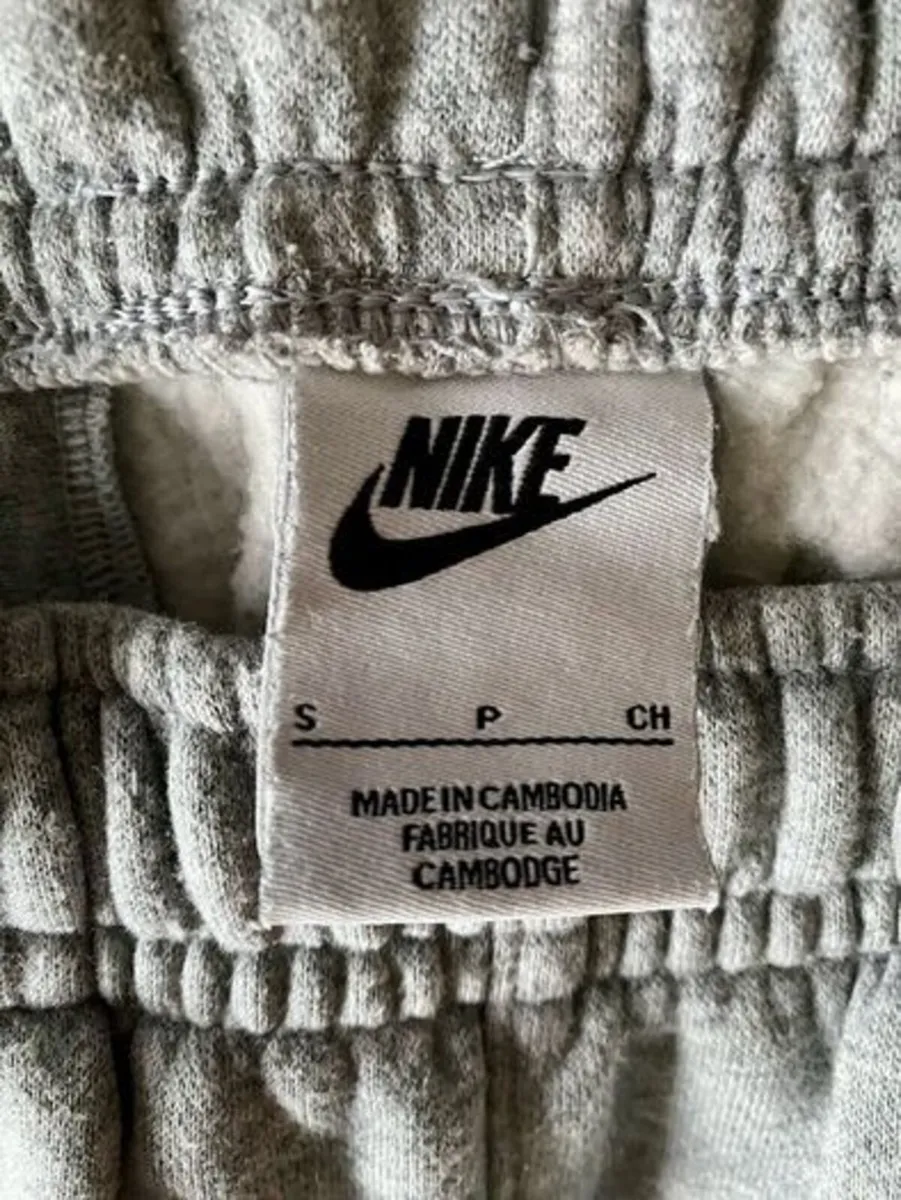 NIKE
S P CH
MADE IN CAMBODIA
FABRIQUE AU
CAMBODGE